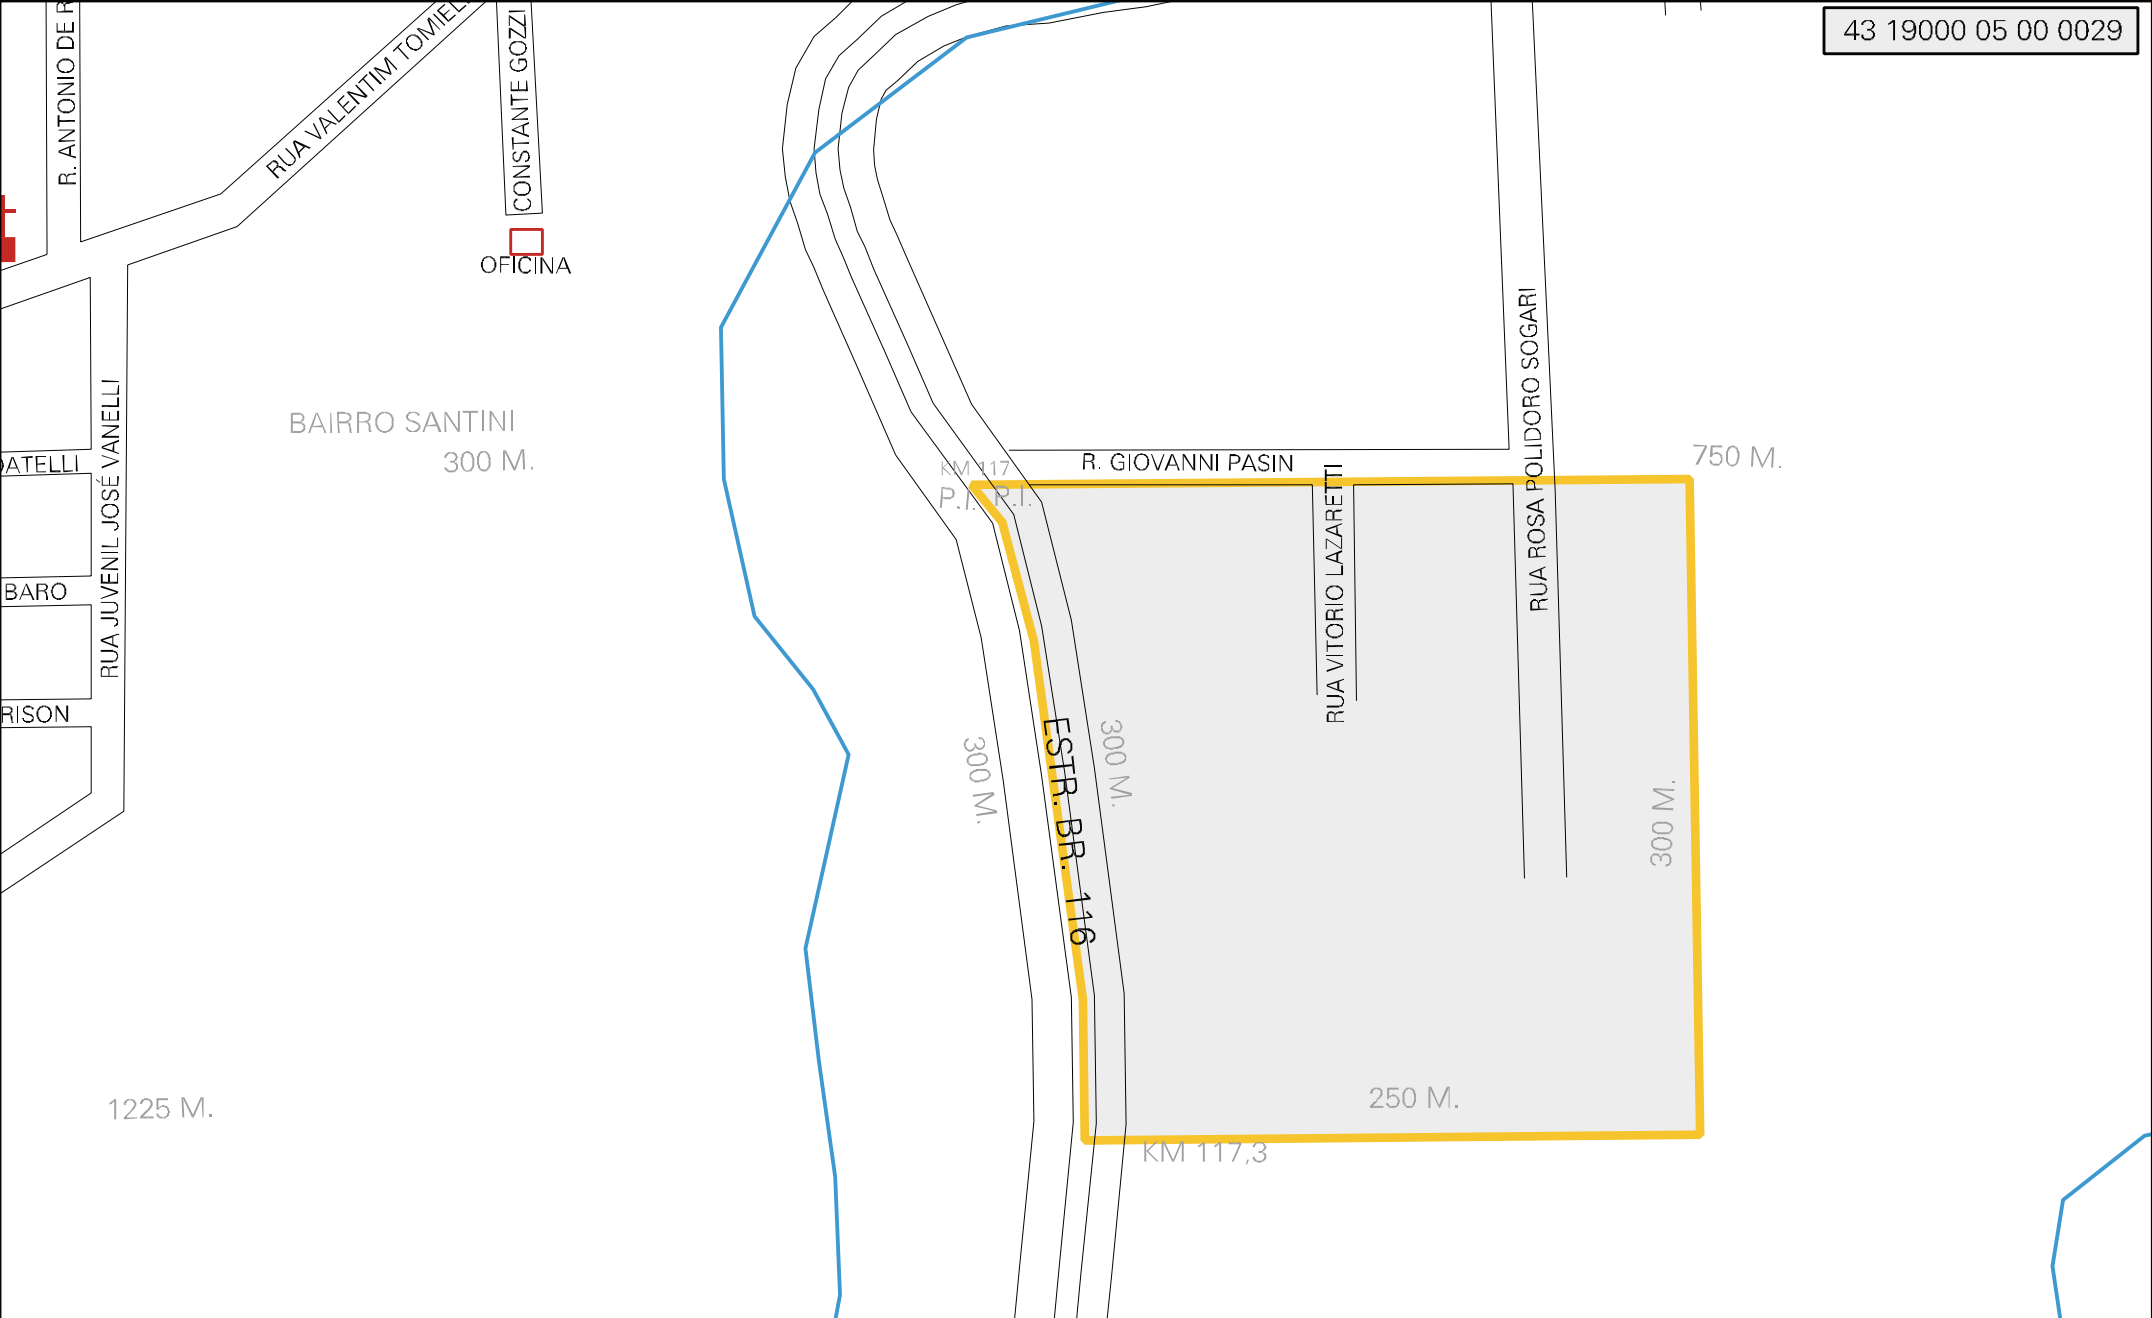 43 19000 05 00 0029
R. ANTONIO DE R
RUA VALENTIM TOMIEL
CONSTANTE GOZZI
OFICINA
BAIRRO SANTINI
300 M.
RUA JUVENIL JOSÉ VANELLI
DATELLI
BARO
RISON
1225 M.
KM 117
P.I.
P.I.
R. GIOVANNI PASIN
RUA VITORIO LAZARETTI
RUA ROSA POLIDORO SOGARI
750 M.
300 M.
ESTR. BR. 116
300 M.
300 M.
250 M.
KM 117,3